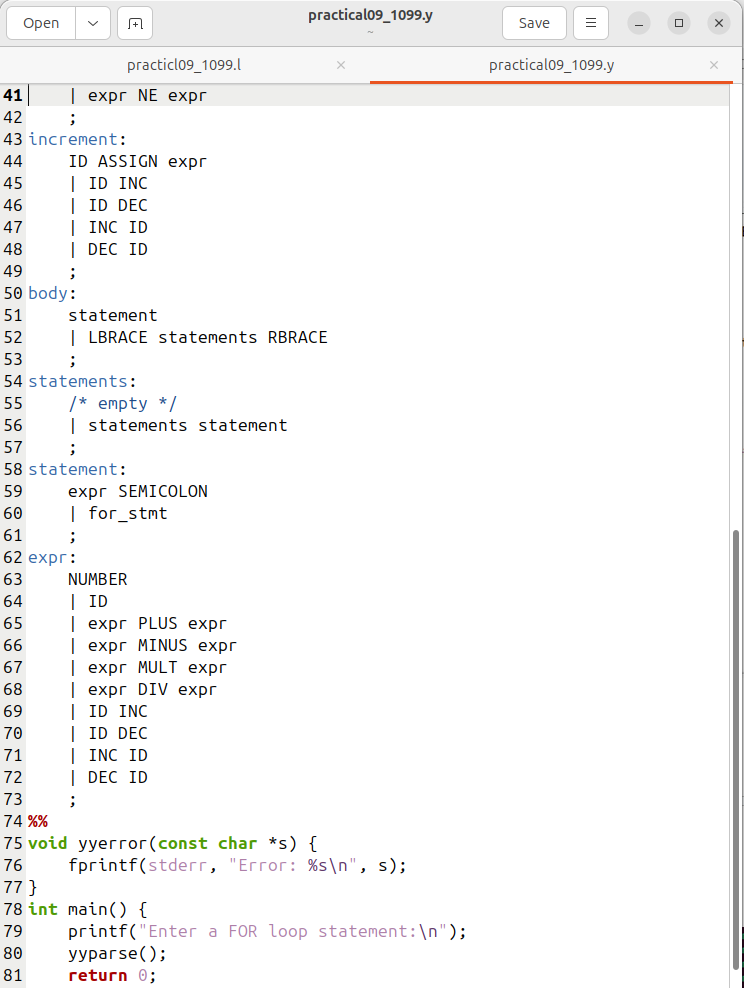 Open
practical09_1099.y
~
Save
practicl09_1099.l
practical09_1099.y
41     | expr NE expr
42     ;
43 increment:
44     ID ASSIGN expr
45     | ID INC
46     | ID DEC
47     | INC ID
48     | DEC ID
49     ;
50 body:
51     statement
52     | LBRACE statements RBRACE
53     ;
54 statements:
55     /* empty */
56     | statements statement
57     ;
58 statement:
59     expr SEMICOLON
60     | for_stmt
61     ;
62 expr:
63     NUMBER
64     | ID
65     | expr PLUS expr
66     | expr MINUS expr
67     | expr MULT expr
68     | expr DIV expr
69     | ID INC
70     | ID DEC
71     | INC ID
72     | DEC ID
73     ;
74 %%
75 void yyerror(const char *s) {
76     fprintf(stderr, "Error: %s\n", s);
77 }
78 int main() {
79     printf("Enter a FOR loop statement:\n");
80     yyparse();
81     return 0;